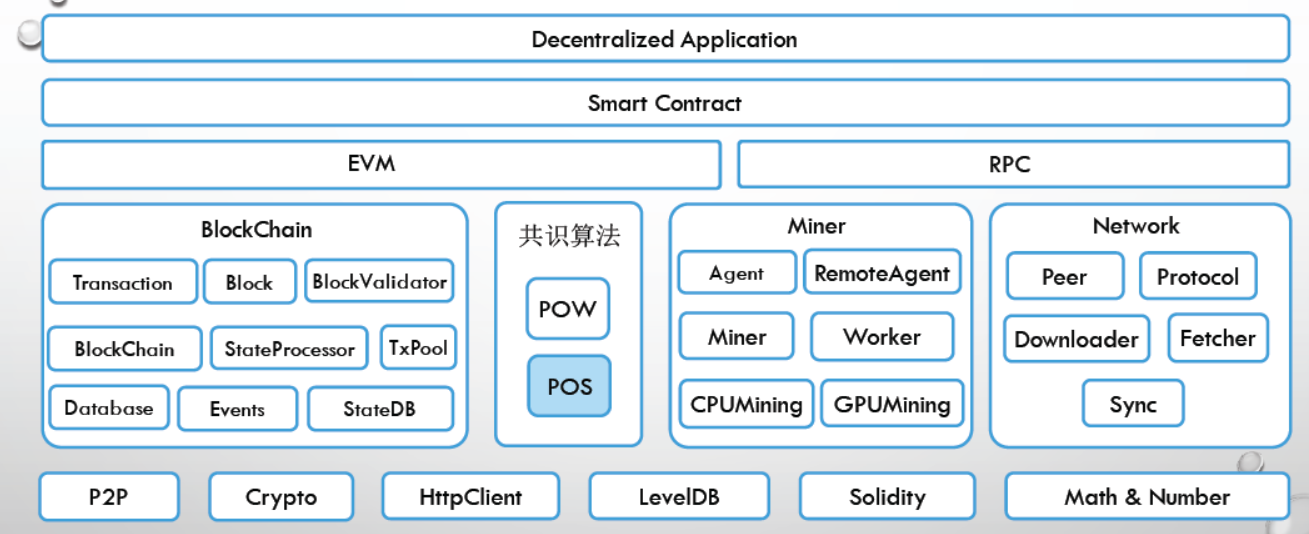 Decentralized Application
Smart Contract
EVM
RPC
BlockChain
Transaction
Block
BlockValidator
BlockChain
StateProcessor
TxPool
Database
Events
StateDB
共识算法
POW
POS
Miner
Agent
RemoteAgent
Miner
Worker
CPUMining
GPUMining
Network
Peer
Protocol
Downloader
Fetcher
Sync
P2P
Crypto
HttpClient
LevelDB
Solidity
Math & Number